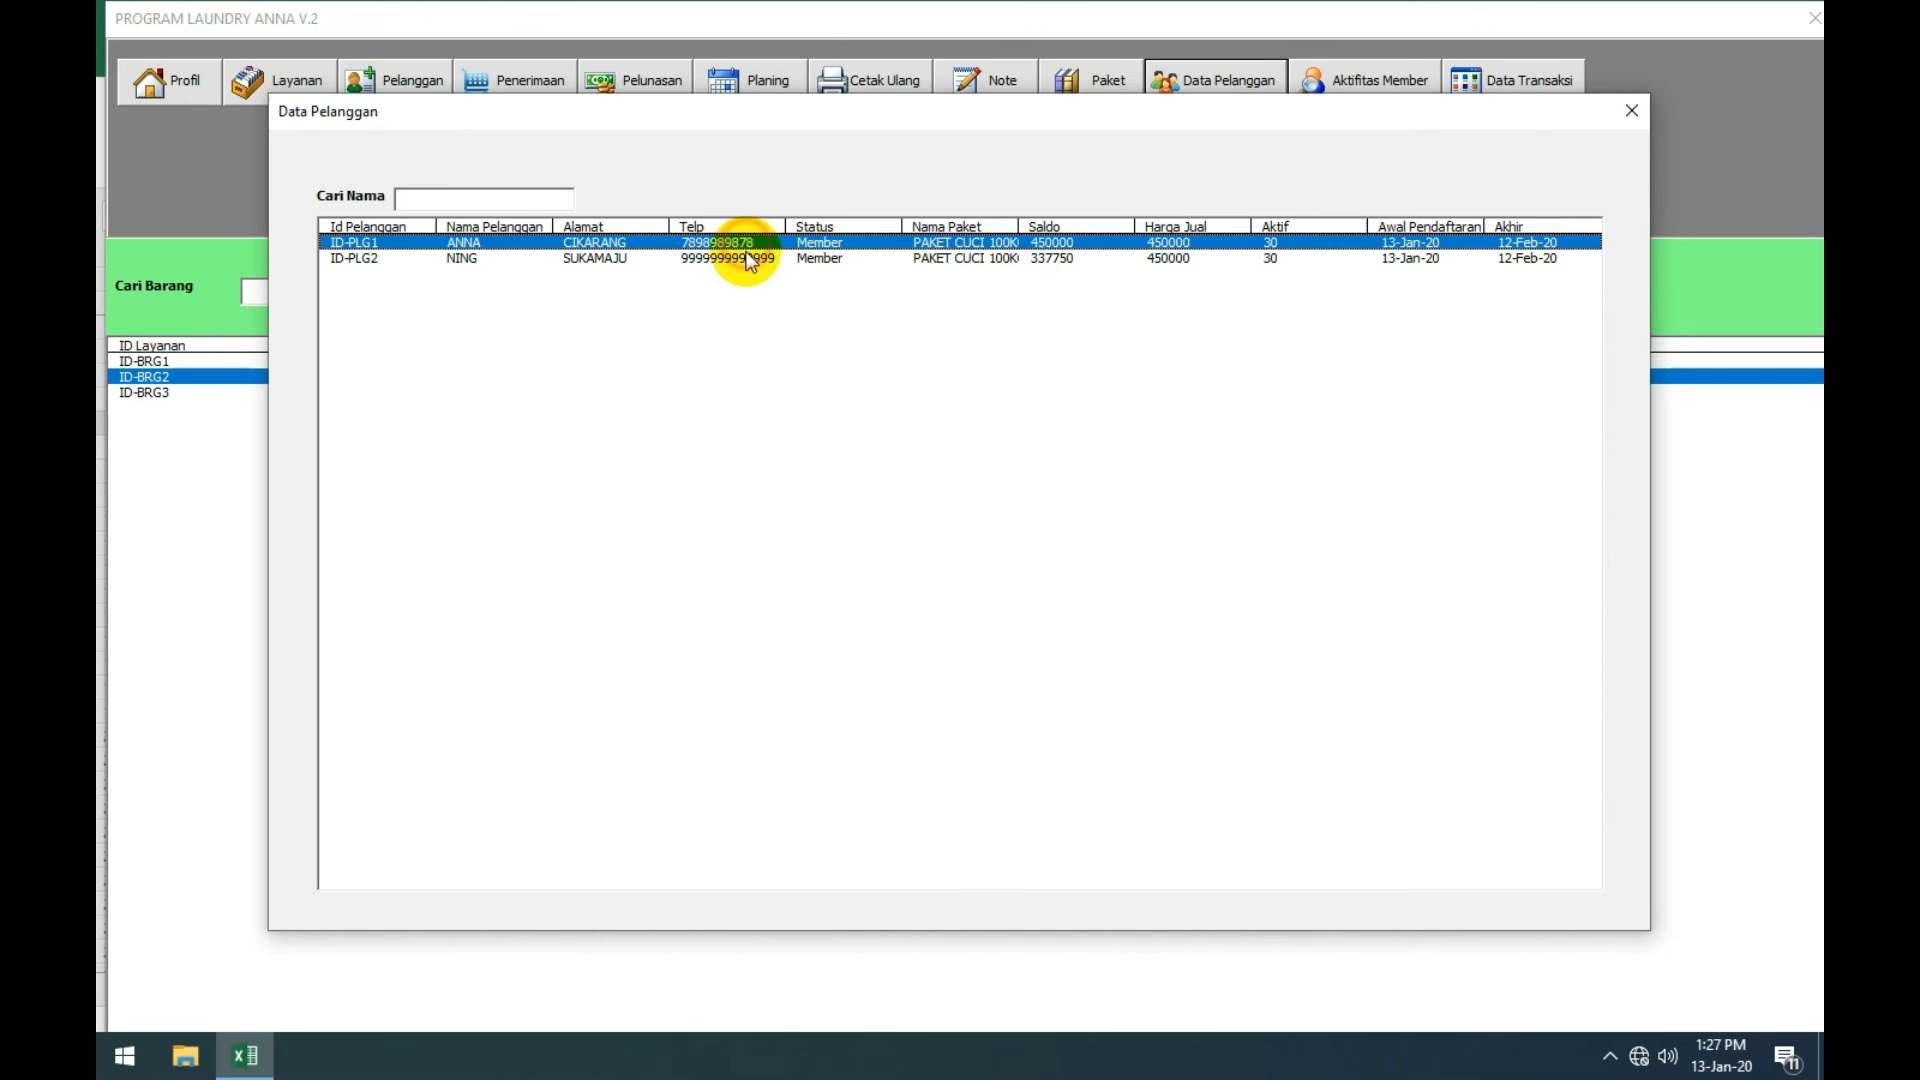 PROGRAM LAUNDRY ANNA V.2
Profil Layanan Pelanggan Penerimaan Pelunasan Planing Cetak Ulang Note Paket Data Pelanggan Aktifitas Member Data Transaksi
Data Pelanggan
Cari Nama
Id Pelanggan Nama Pelanggan Alamat Telp Status Nama Paket Saldo Harga Jual Aktif Awal Pendaftaran Akhir
ID-PLG1 ANNA CIKARANG 7898989878 Member PAKET CUCI 100K 450000 450000 30 13-Jan-20 12-Feb-20
ID-PLG2 NING SUKAMAJU Member PAKET CUCI 100K 337750 450000 30 13-Jan-20 12-Feb-20
Cari Barang
ID Layanan
ID-BRG1
ID-BRG2
ID-BRG3
1:27 PM
13-Jan-20
11